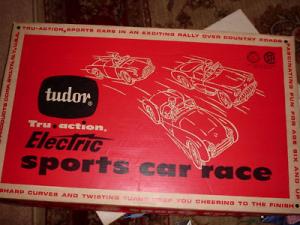 TRU-ACTION SPORTS CARS IN AN EXCITING RALLY OVER COUNTRY ROADS
FASCINATING FUN FOR AGE SIX AND UP
tudor®
Tru-action.
Electric
sports car race
SHARP CURVES AND TWISTING TURNS KEEP YOU CHEERING TO THE FINISH